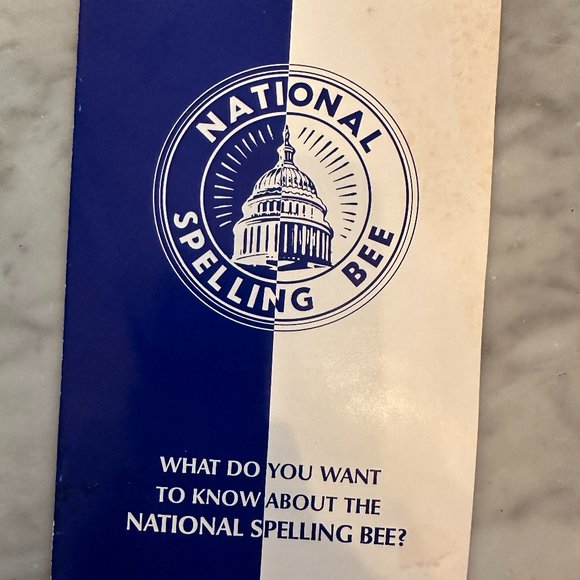 NATIONAL
SPELLING BEE
WHAT DO YOU WANT
TO KNOW ABOUT THE
NATIONAL SPELLING BEE?